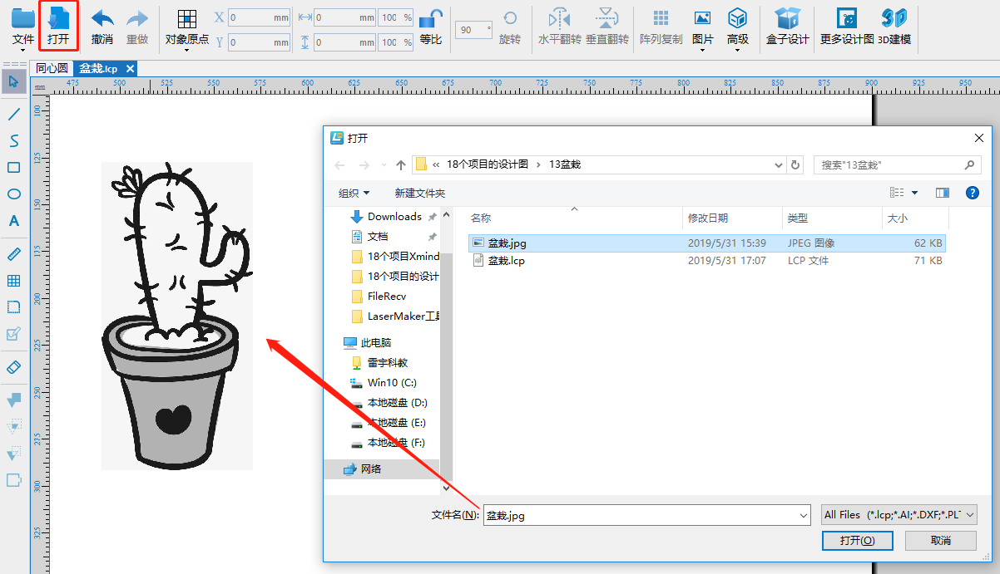 文件 打开 撤消 重做 对象原点 X 0 mm 0 mm 100 % 等比 90 ° 旋转 水平翻转 垂直翻转 阵列复制 图片 高级 盒子设计 更多设计图 3D建模
Y 0 mm 0 mm 100 %
同心圆 盆栽.lcp
mm 475 500 525 550 575 600 625 650 675 700 725 750 775 800 825 850 875 900 925 950
100
125
150
175
200
225
250
275
300
325
A
打开
« 18个项目的设计图 › 13盆栽 搜索"13盆栽"
组织 新建文件夹
名称 修改日期 类型 大小
盆栽.jpg 2019/5/31 15:39 JPEG 图像 62 KB
盆栽.lcp 2019/5/31 17:07 LCP 文件 71 KB
Downloads
文档
18个项目Xmind
18个项目的设计
FileRecv
LaserMaker工具
此电脑
雷宇科教
Win10 (C:)
本地磁盘 (D:)
本地磁盘 (E:)
本地磁盘 (F:)
网络
文件名(N): 盆栽.jpg All Files (*.lcp;*.AI;*.DXF;*.PLT
打开(O) 取消